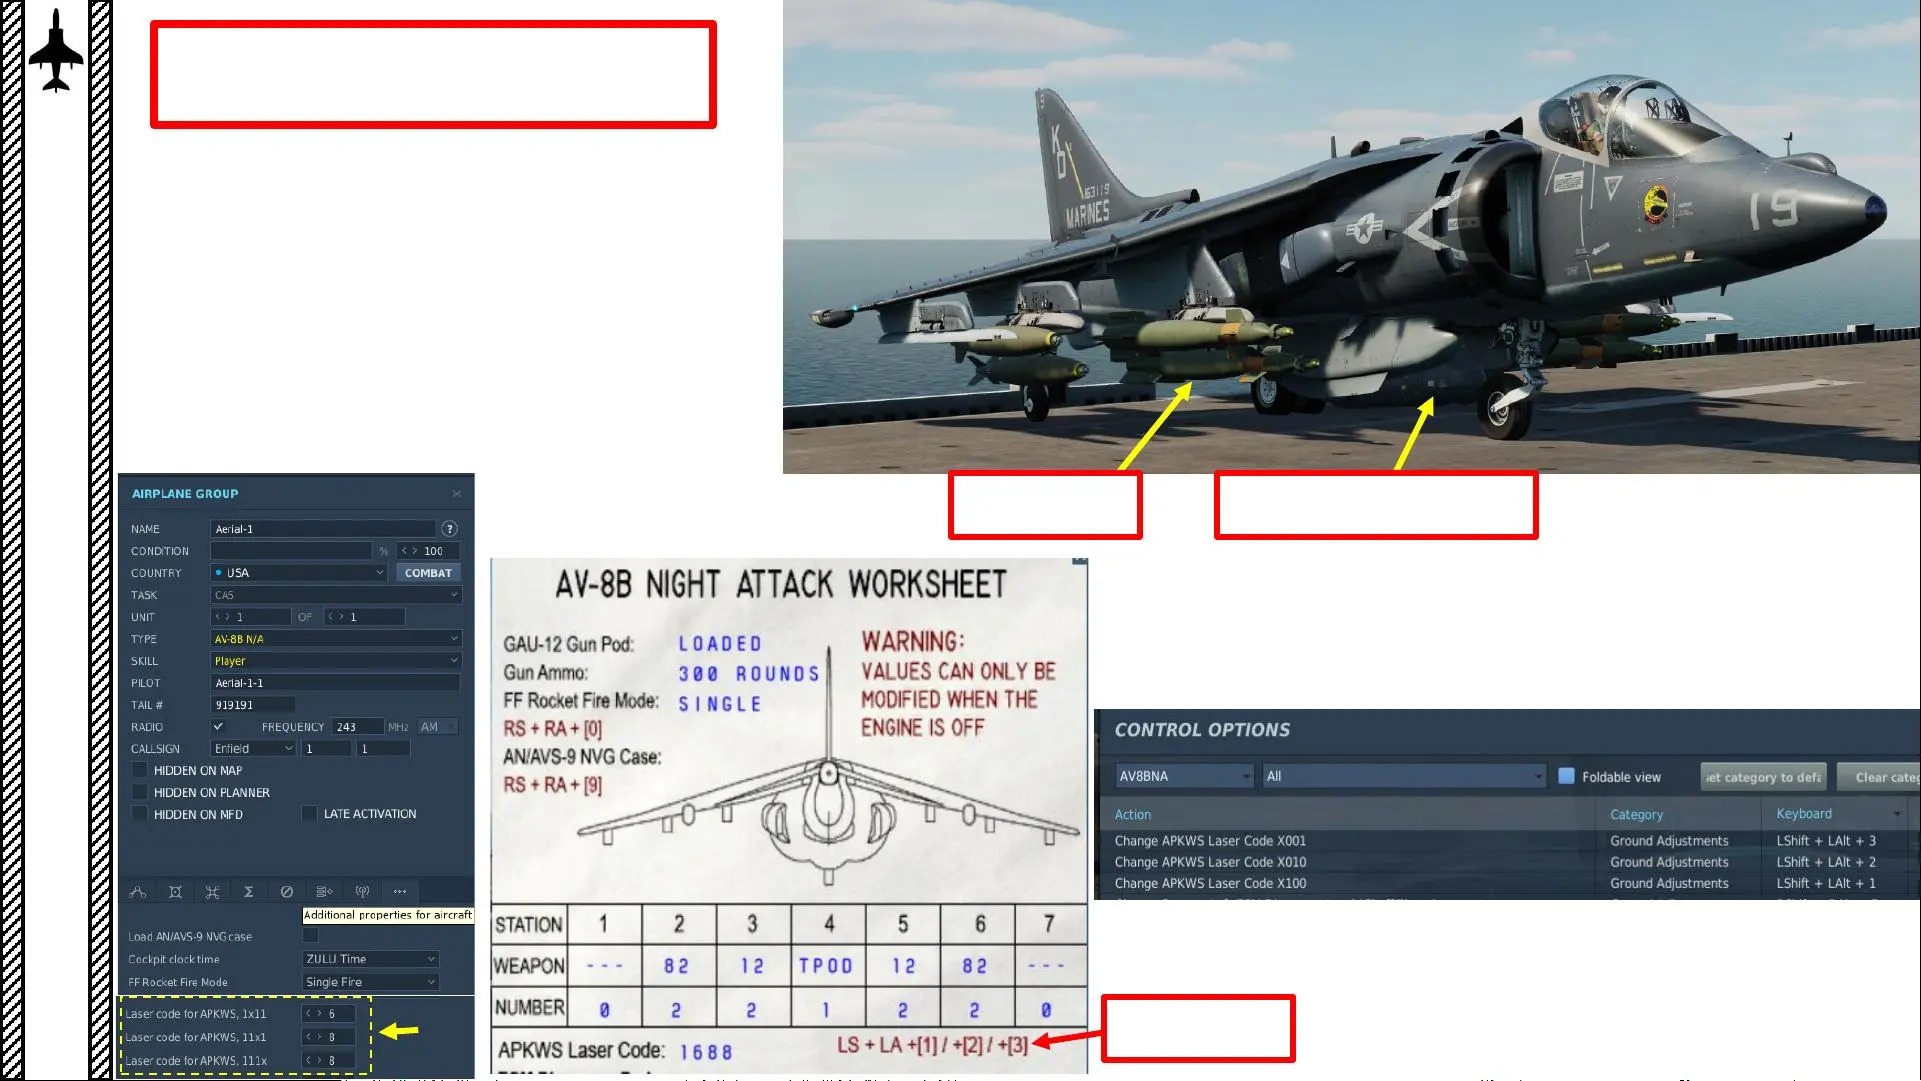 K
D
163119
MARINES
19
AIRPLANE GROUP
NAME Aerial-1 ?
CONDITION % < > 100
COUNTRY USA COMBAT
TASK CAS
UNIT < > 1 OF < > 1
TYPE AV-8B N/A
SKILL Player
PILOT Aerial-1-1
TAIL # 919191
RADIO FREQUENCY 243 MHz AM
CALLSIGN Enfield 1 1
HIDDEN ON MAP
HIDDEN ON PLANNER
HIDDEN ON MFD LATE ACTIVATION
Additional properties for aircraft
Load AN/AVS-9 NVG case
Cockpit clock time ZULU Time
FF Rocket Fire Mode Single Fire
Laser code for APKWS, 1x11 < > 6
Laser code for APKWS, 11x1 < > 8
Laser code for APKWS, 111x < > 8
AV-8B NIGHT ATTACK WORKSHEET
GAU-12 Gun Pod: LOADED
Gun Ammo: 300 ROUNDS
FF Rocket Fire Mode: SINGLE
RS + RA + [0]
AN/AVS-9 NVG Case:
RS + RA + [9]
WARNING:
VALUES CAN ONLY BE
MODIFIED WHEN THE
ENGINE IS OFF
STATION 1 2 3 4 5 6 7
WEAPON --- 82 12 TPOD 12 82 ---
NUMBER 0 2 2 1 2 2 0
APKWS Laser Code: 1688 LS + LA +[1] / +[2] / +[3]
CONTROL OPTIONS
AV8BNA All Foldable view et category to defa Clear categ
Action Category Keyboard
Change APKWS Laser Code X001 Ground Adjustments LShift + LAlt + 3
Change APKWS Laser Code X010 Ground Adjustments LShift + LAlt + 2
Change APKWS Laser Code X100 Ground Adjustments LShift + LAlt + 1